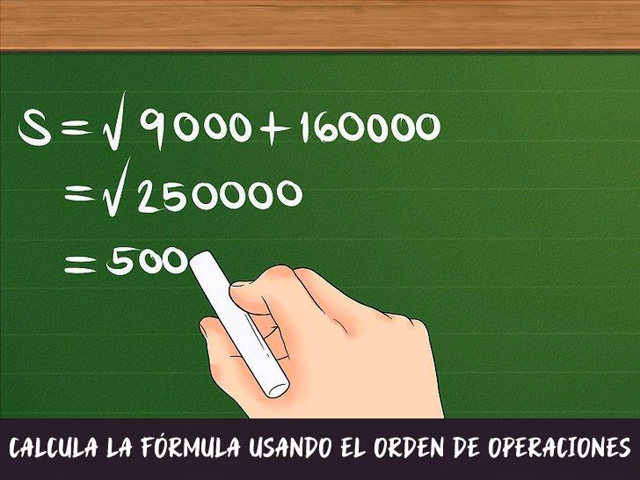 S = √ 9000 + 160000
= √ 250000
= 500
CALCULA LA FÓRMULA USANDO EL ORDEN DE OPERACIONES